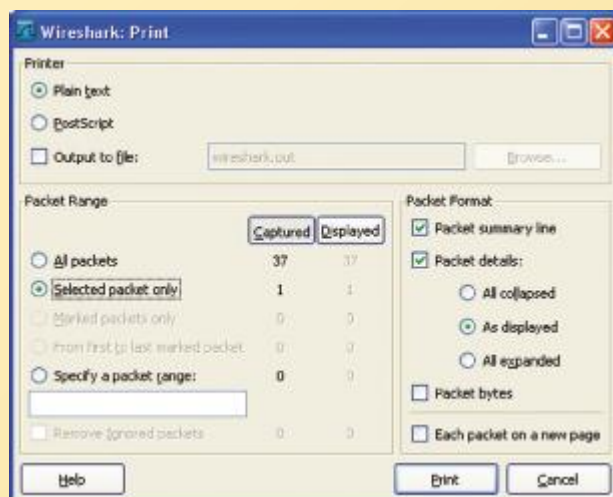 Wireshark: Print
Printer
Plain text
PostScript
Output to file:
wireshark.out
Browse...
Packet Range
Captured
Displayed
All packets 37 37
Selected packet only 1 1
Marked packets only 0 0
From first to last marked packet 0 0
Specify a packet range: 0 0
Remove Ignored packets 0 0
Packet Format
Packet summary line
Packet details:
All collapsed
As displayed
All expanded
Packet bytes
Each packet on a new page
Help
Print
Cancel